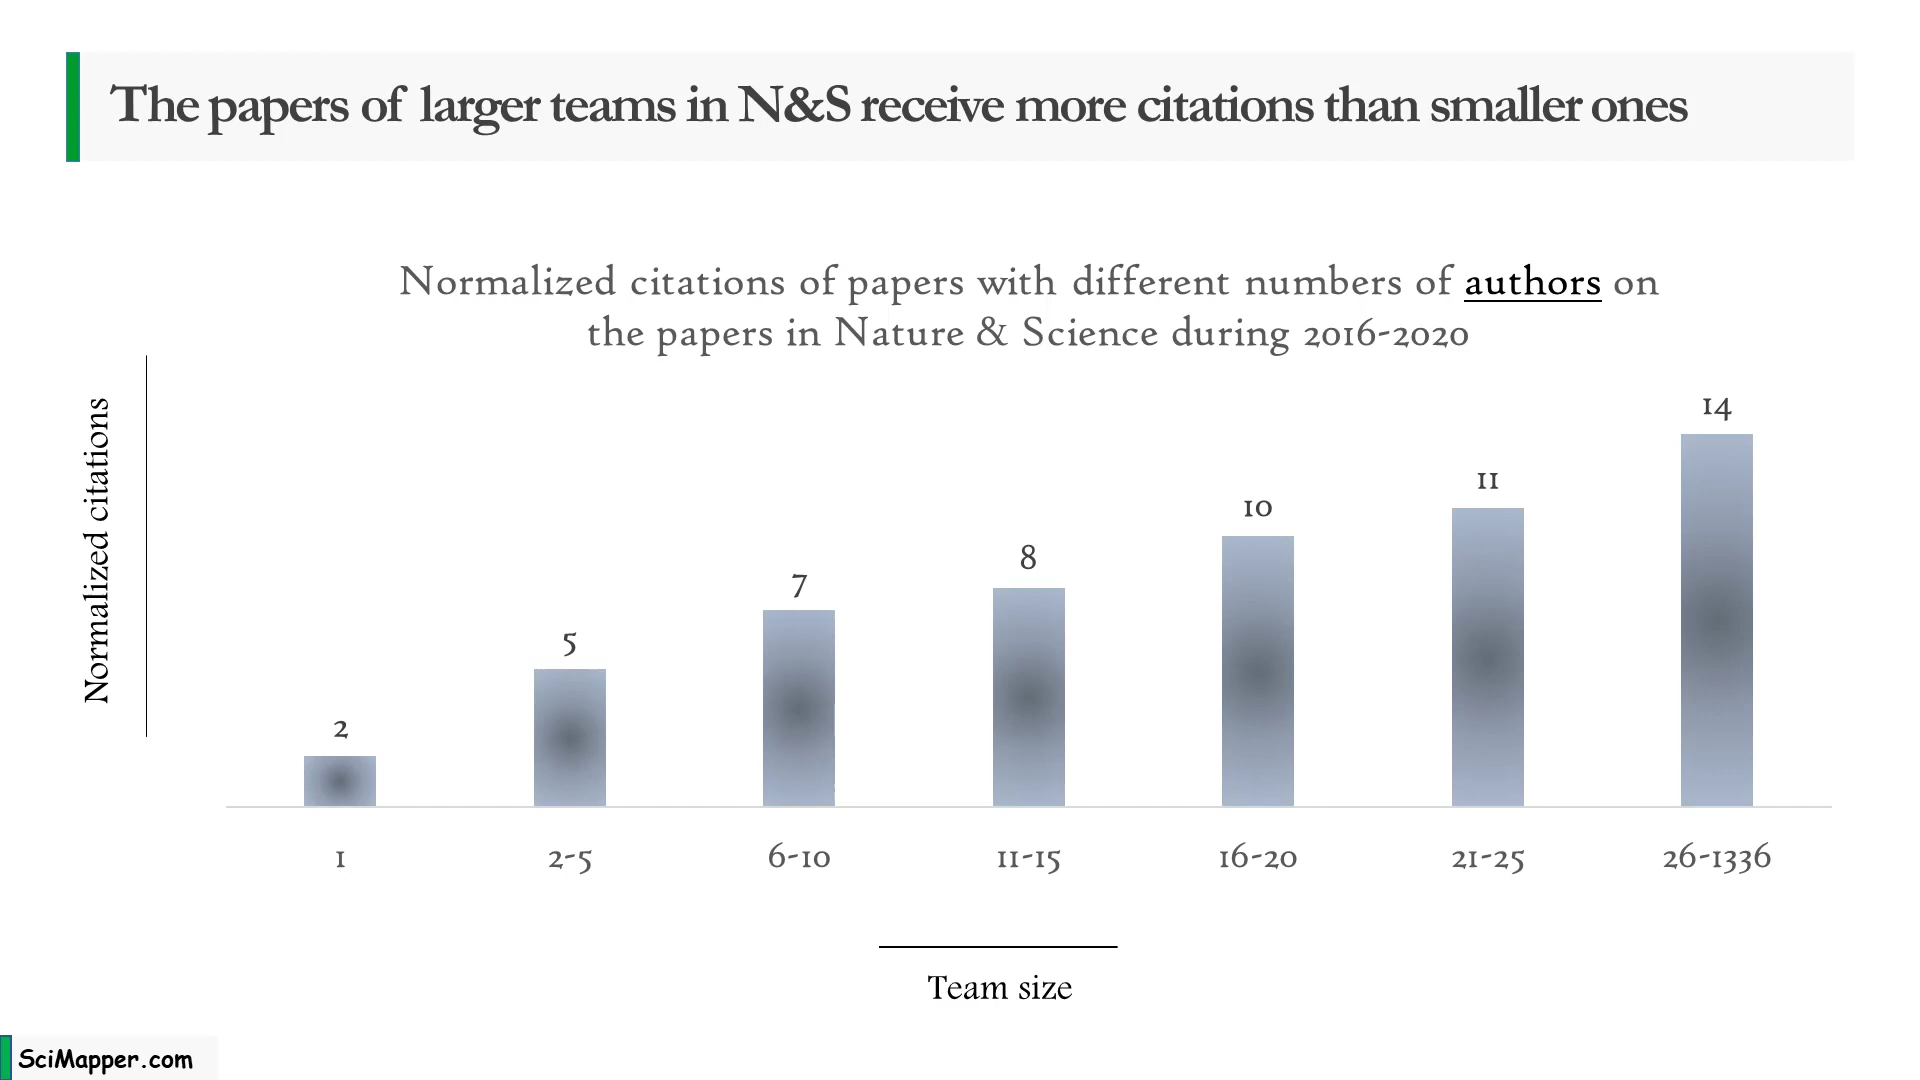 The papers of larger teams in N&S receive more citations than smaller ones
Normalized citations of papers with different numbers of authors on
the papers in Nature & Science during 2016-2020
Normalized citations
14
11
10
8
7
5
2
1
2-5
6-10
11-15
16-20
21-25
26-1336
Team size
SciMapper.com